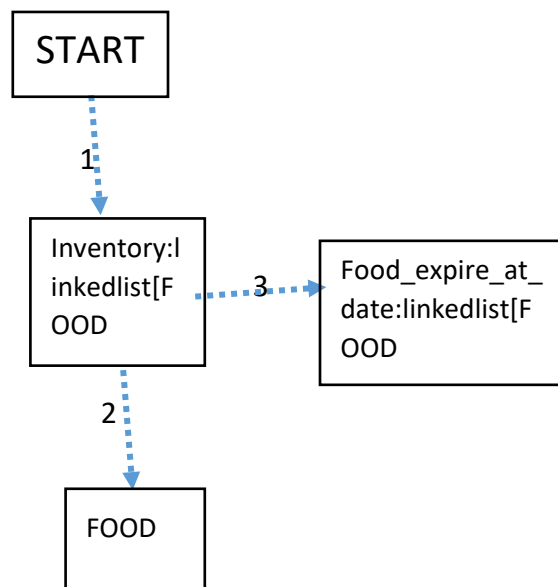 START
1
Inventory:l
inkedlist[F
OOD
3
Food_expire_at_
date:linkedlist[F
OOD
2
FOOD